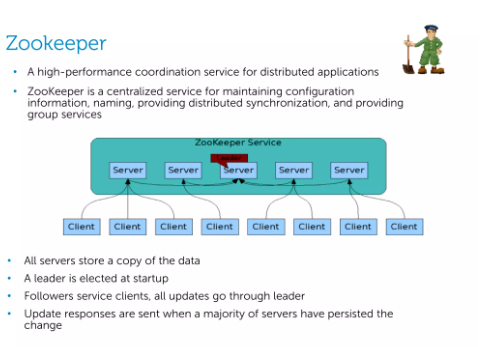 Zookeeper
• A high-performance coordination service for distributed applications
• ZooKeeper is a centralized service for maintaining configuration
information, naming, providing distributed synchronization, and providing
group services
ZooKeeper Service
Leader
Server Server Server Server Server
Client Client Client Client Client Client Client Client
• All servers store a copy of the data
• A leader is elected at startup
• Followers service clients, all updates go through leader
• Update responses are sent when a majority of servers have persisted the
change